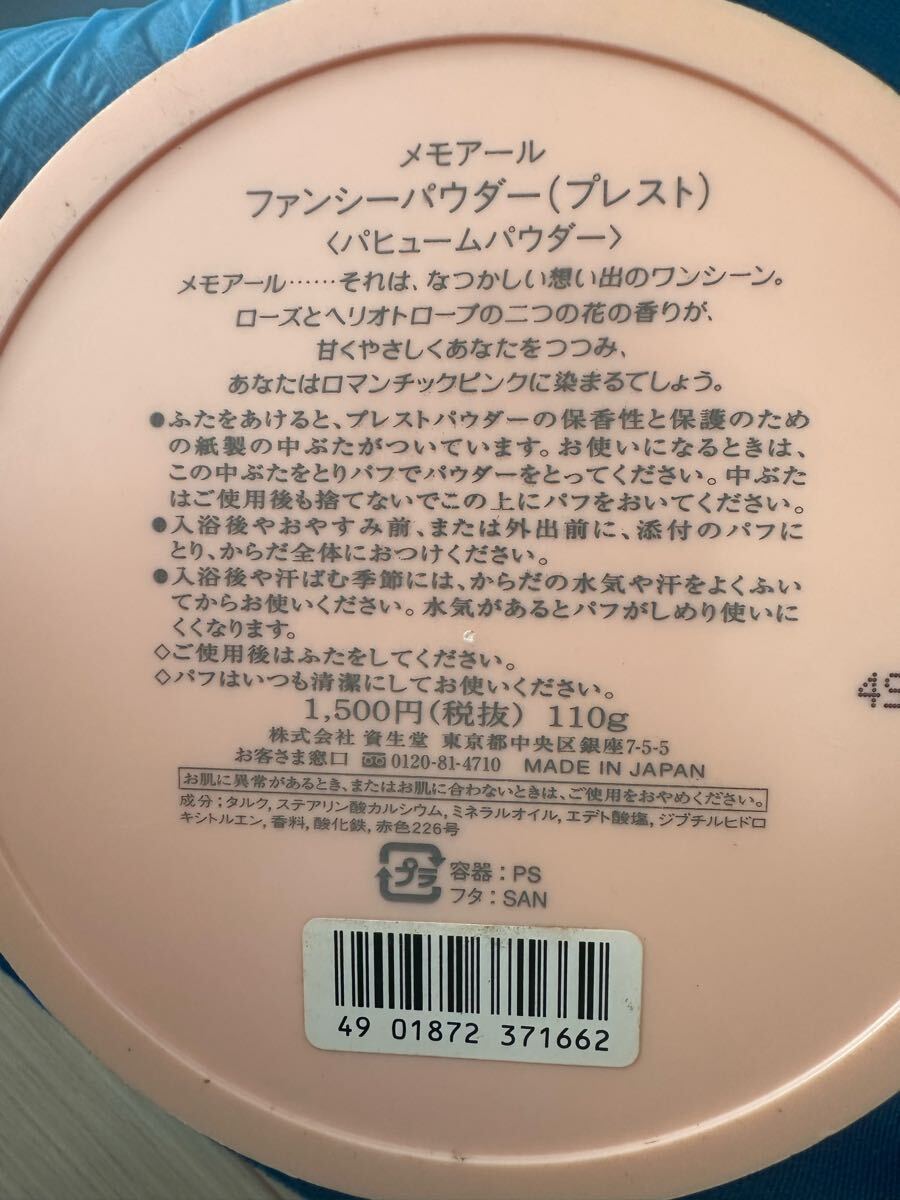 メモアール
ファンシーパウダー(プレスト)
〈パヒュームパウダー〉
メモアール……それは、なつかしい想い出のワンシーン。
ローズとヘリオトロープの二つの花の香りが、
甘くやさしくあなたをつつみ、
あなたはロマンチックピンクに染まるでしょう。
●ふたをあけると、プレストパウダーの保香性と保護のため
の紙製の中ぶたがついています。お使いになるときは、
この中ぶたをとりパフでパウダーをとってください。中ぶた
はご使用後も捨てないでこの上にパフをおいてください。
●入浴後やおやすみ前、または外出前に、添付のパフに
とり、からだ全体におつけください。
●入浴後や汗ばむ季節には、からだの水気や汗をよくふい
てからお使いください。水気があるとパフがしめり使いに
くくなります。
◇ご使用後はふたをしてください。
◇パフはいつも清潔にしてお使いください。
1,500円(税抜) 110g
株式会社 資生堂 東京都中央区銀座7-5-5
お客さま窓口 0120-81-4710 MADE IN JAPAN
お肌に異常があるとき、またはお肌に合わないときは、ご使用をおやめください。
成分;タルク,ステアリン酸カルシウム,ミネラルオイル,エデト酸塩,ジブチルヒドロ
キシトルエン,香料,酸化鉄,赤色226号
プラ
容器:PS
フタ:SAN
49 01872 371662